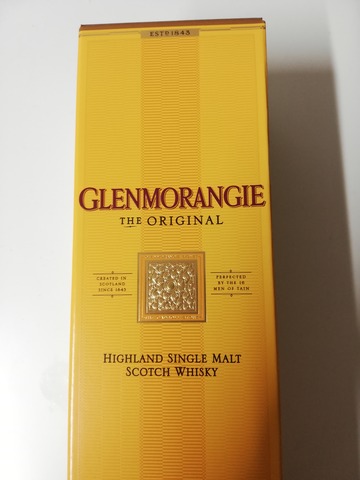 ESTD 1843
GLENMORANGIE
THE ORIGINAL
CREATED IN
SCOTLAND
SINCE 1843
PERFECTED
BY THE 16
MEN OF TAIN
HIGHLAND SINGLE MALT
SCOTCH WHISKY